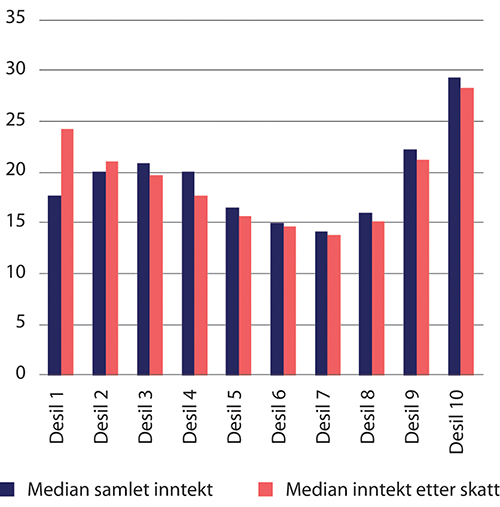 35
30
25
20
15
10
5
0
Desil 1
Desil 2
Desil 3
Desil 4
Desil 5
Desil 6
Desil 7
Desil 8
Desil 9
Desil 10
Median samlet inntekt
Median inntekt etter skatt